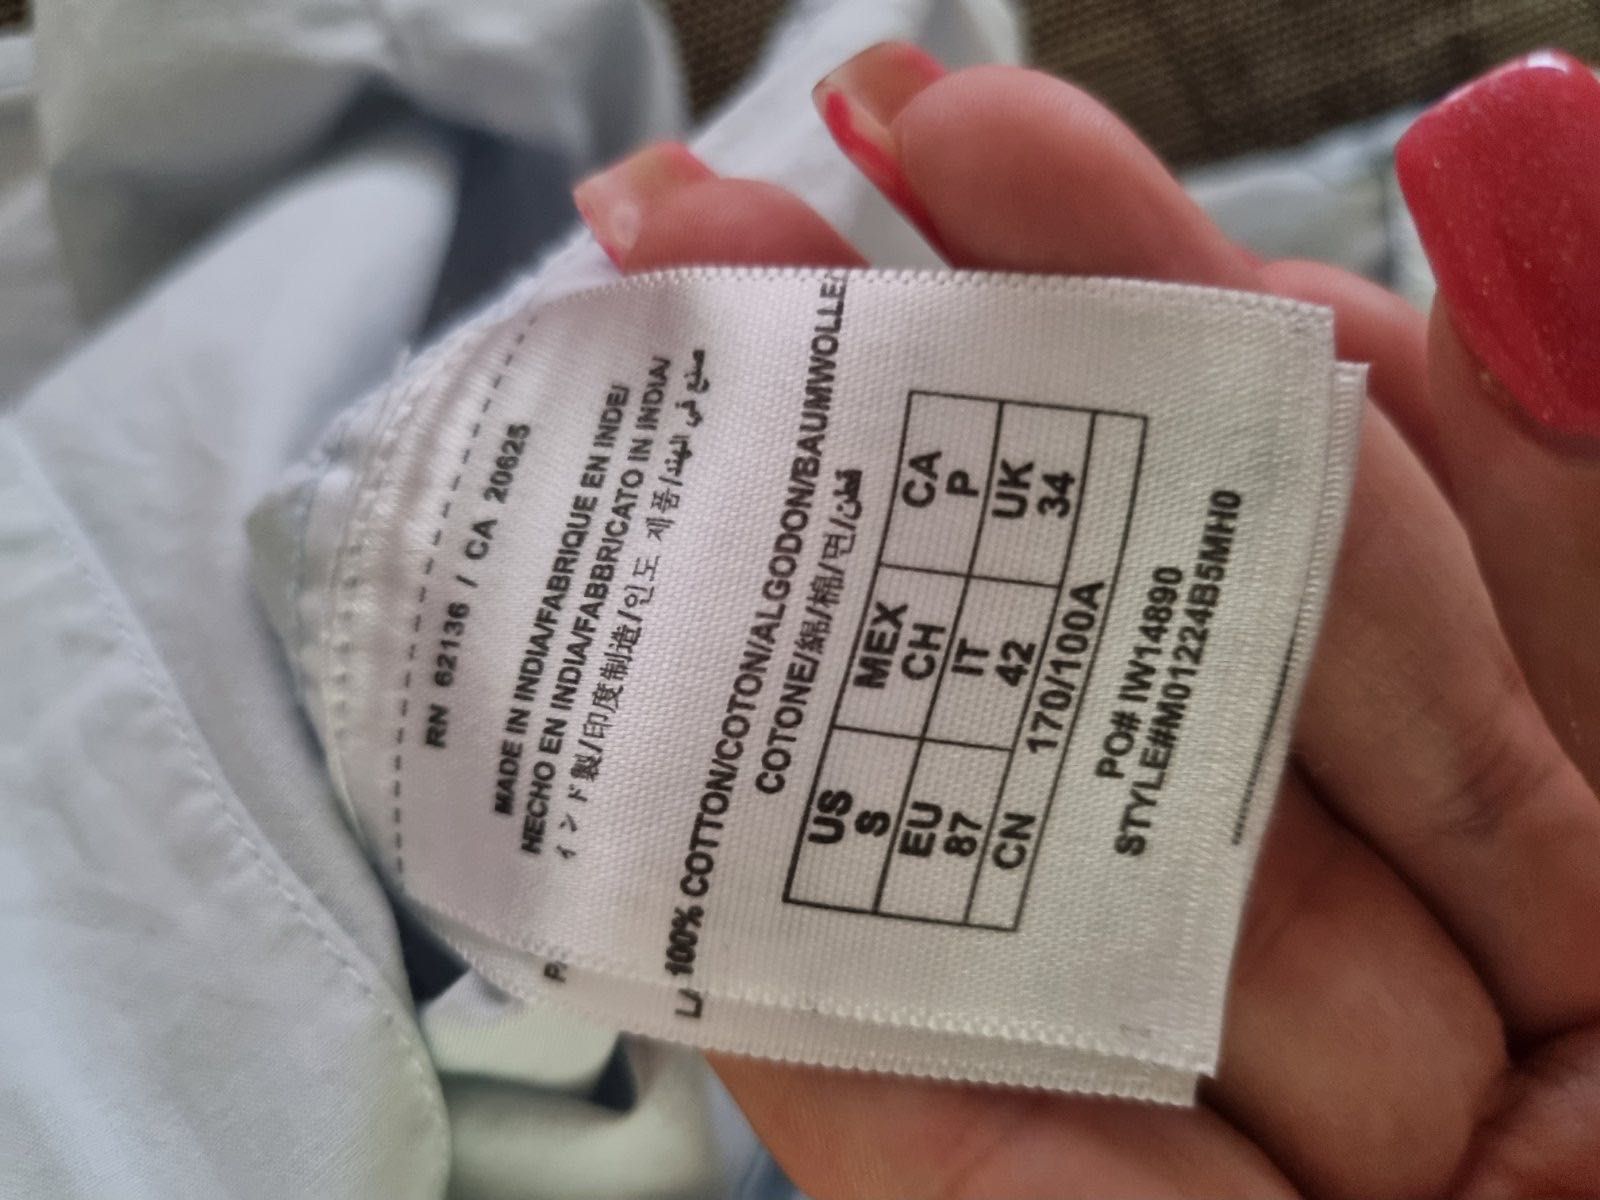 RN 62136 / CA 20625
MADE IN INDIA/FABRIQUE EN INDE/
HECHO EN INDIA/FABBRICATO IN INDIA/
インド製/印度制造/인도 제품/صنع في الهند
100% COTTON/COTON/ALGODON/BAUMWOLLE/
COTONE/綿/棉/면/قطن
US S
MEX CH
CA P
EU 87
IT 42
UK 34
CN 170/100A
PO# IW14890
STYLE#M01224B5MH0